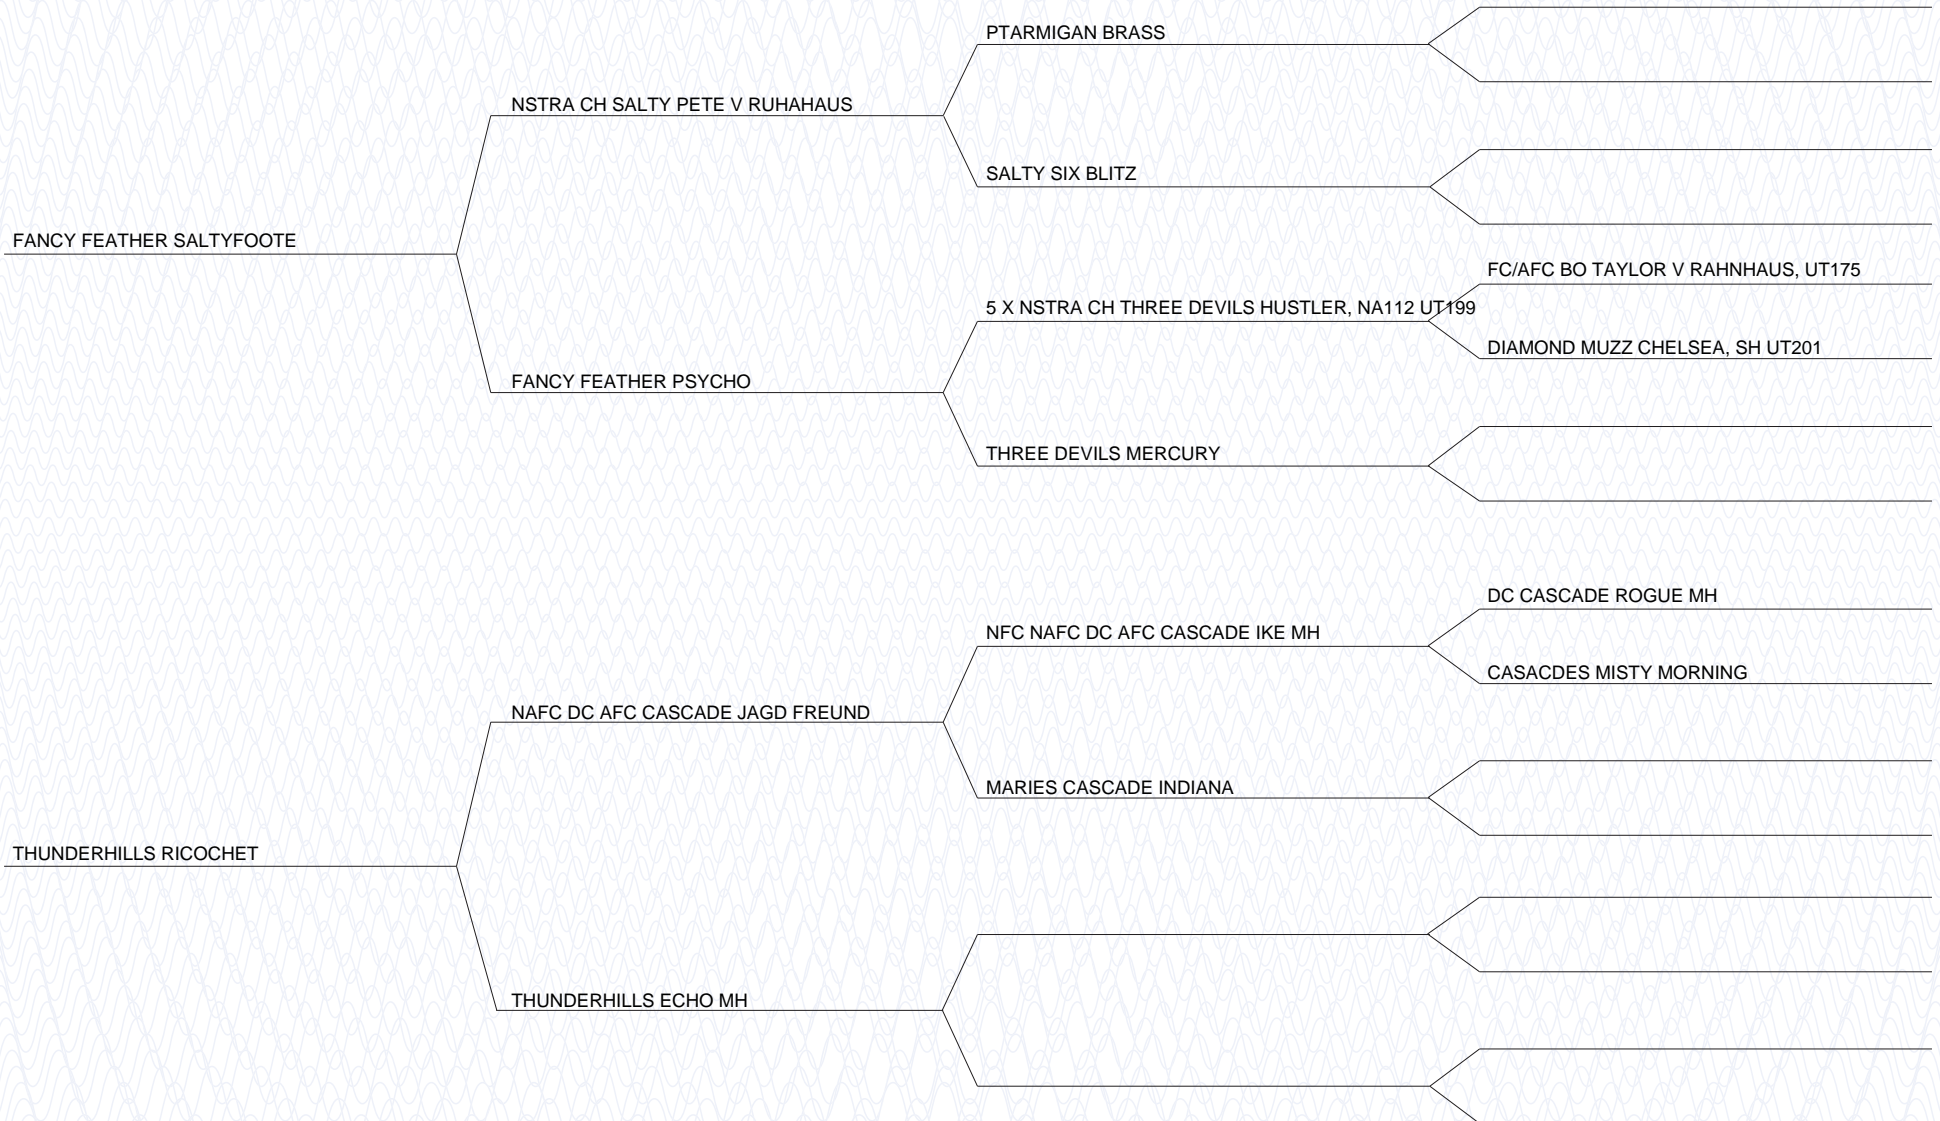 PTARMIGAN BRASS
NSTRA CH SALTY PETE V RUHAHAUS
SALTY SIX BLITZ
FANCY FEATHER SALTYFOOTE
FC/AFC BO TAYLOR V RAHNHAUS, UT175
5 X NSTRA CH THREE DEVILS HUSTLER, NA112 UT199
DIAMOND MUZZ CHELSEA, SH UT201
FANCY FEATHER PSYCHO
THREE DEVILS MERCURY
DC CASCADE ROGUE MH
NFC NAFC DC AFC CASCADE IKE MH
CASACDES MISTY MORNING
NAFC DC AFC CASCADE JAGD FREUND
MARIES CASCADE INDIANA
THUNDERHILLS RICOCHET
THUNDERHILLS ECHO MH